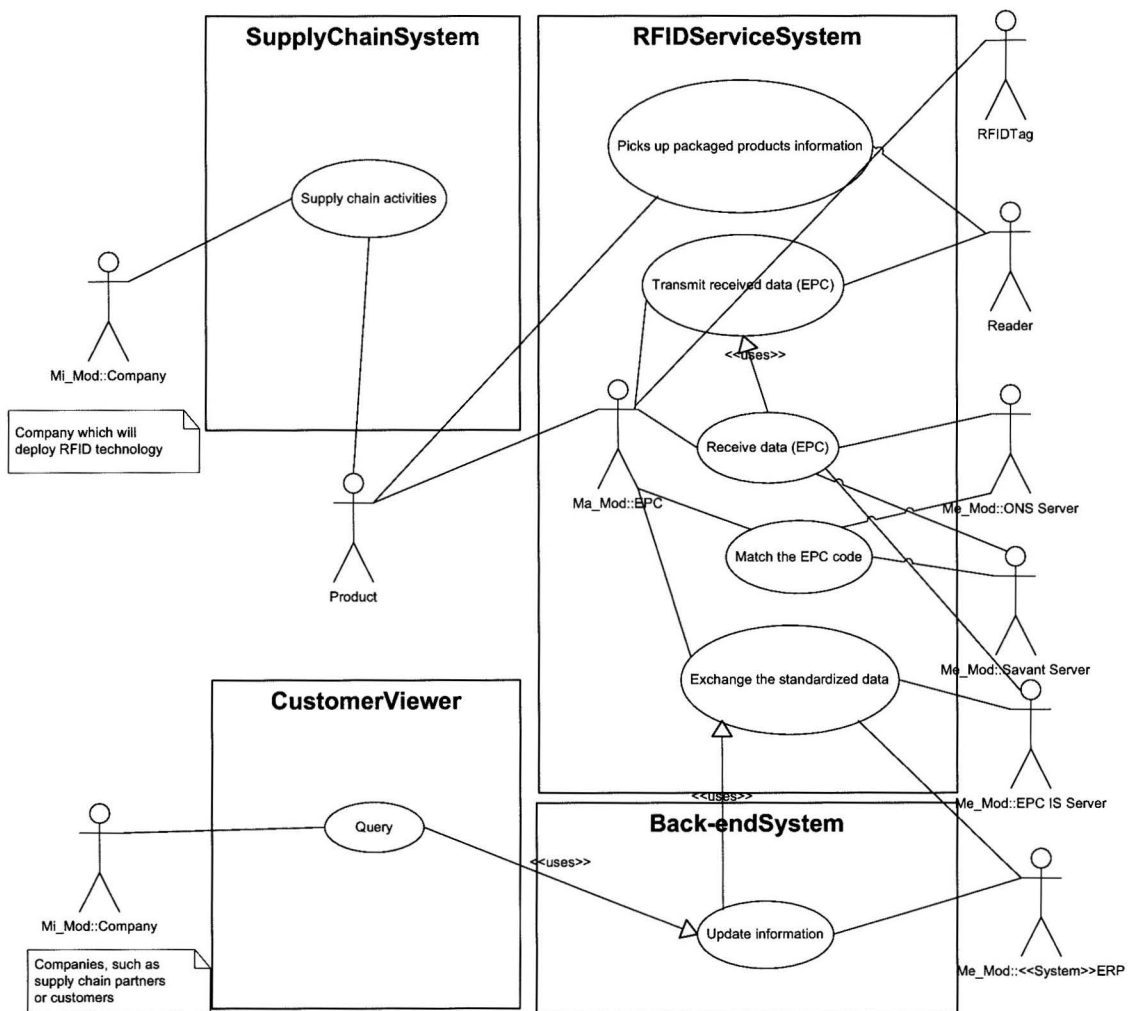 SupplyChainSystem
RFIDServiceSystem
RFIDTag
Picks up packaged products information
Supply chain activities
Transmit received data (EPC)
Reader
<<uses>>
Mi_Mod::Company
Company which will
deploy RFID technology
Receive data (EPC)
Ma_Mod::EPC
Me_Mod::ONS Server
Match the EPC code
Product
Me_Mod::Savant Server
Exchange the standardized data
CustomerViewer
<<uses>>
Me_Mod::EPC IS Server
Back-endSystem
Query
<<uses>>
Mi_Mod::Company
Update information
Companies, such as
supply chain partners
or customers
Me_Mod::<<System>>ERP